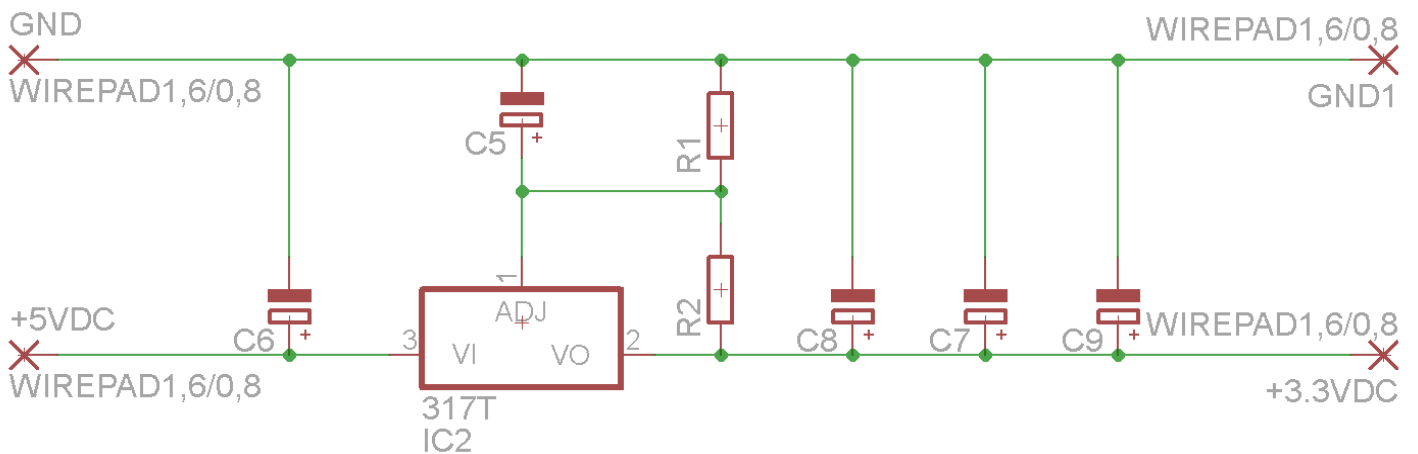 GND
WIREPAD1,6/0,8
WIREPAD1,6/0,8
GND1
C5
+
R1
1
ADJ
R2
+5VDC
WIREPAD1,6/0,8
C6
+
3
VI
VO
2
317T
IC2
C8
+
C7
+
C9
+
WIREPAD1,6/0,8
+3.3VDC